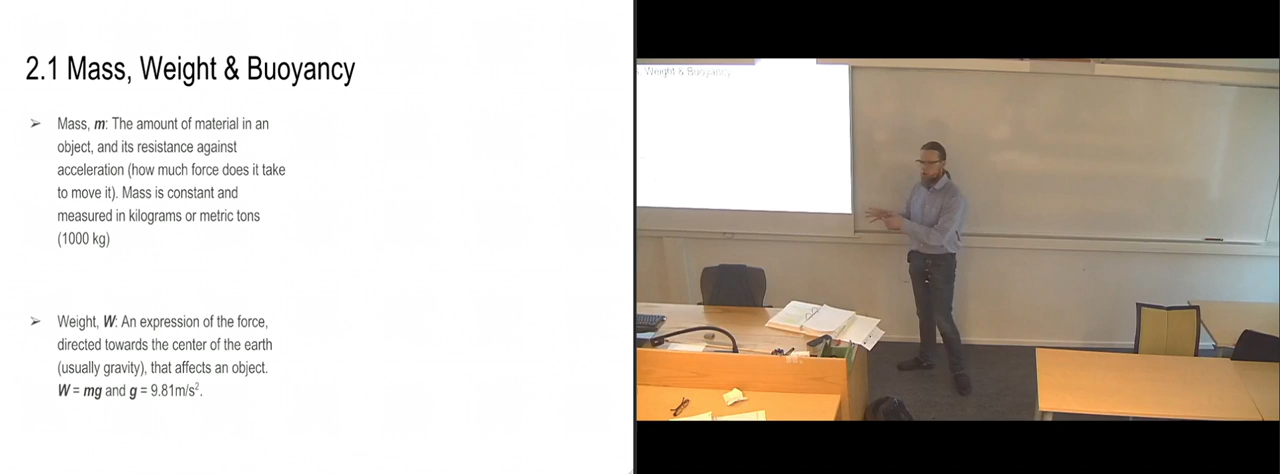 2.1 Mass, Weight & Buoyancy
➢ Mass, m: The amount of material in an
object, and its resistance against
acceleration (how much force does it take
to move it). Mass is constant and
measured in kilograms or metric tons
(1000 kg)
➢ Weight, W: An expression of the force,
directed towards the center of the earth
(usually gravity), that affects an object.
W = mg and g = 9.81m/s².
Weight & Buoyancy